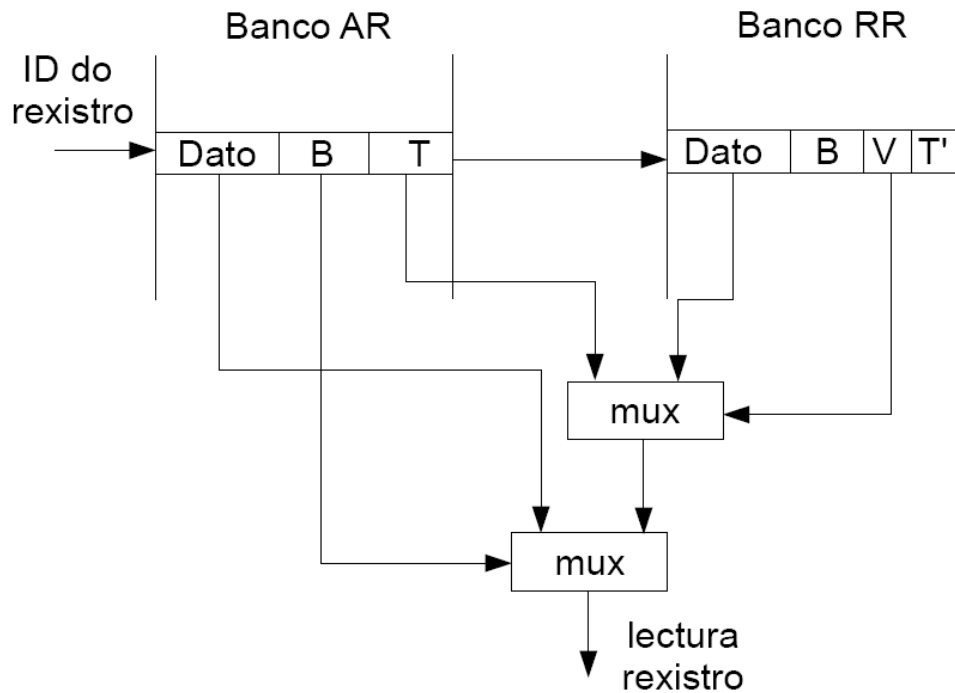 Banco AR
Banco RR
ID do
rexistro
Dato B T
Dato B V T'
mux
mux
lectura
rexistro